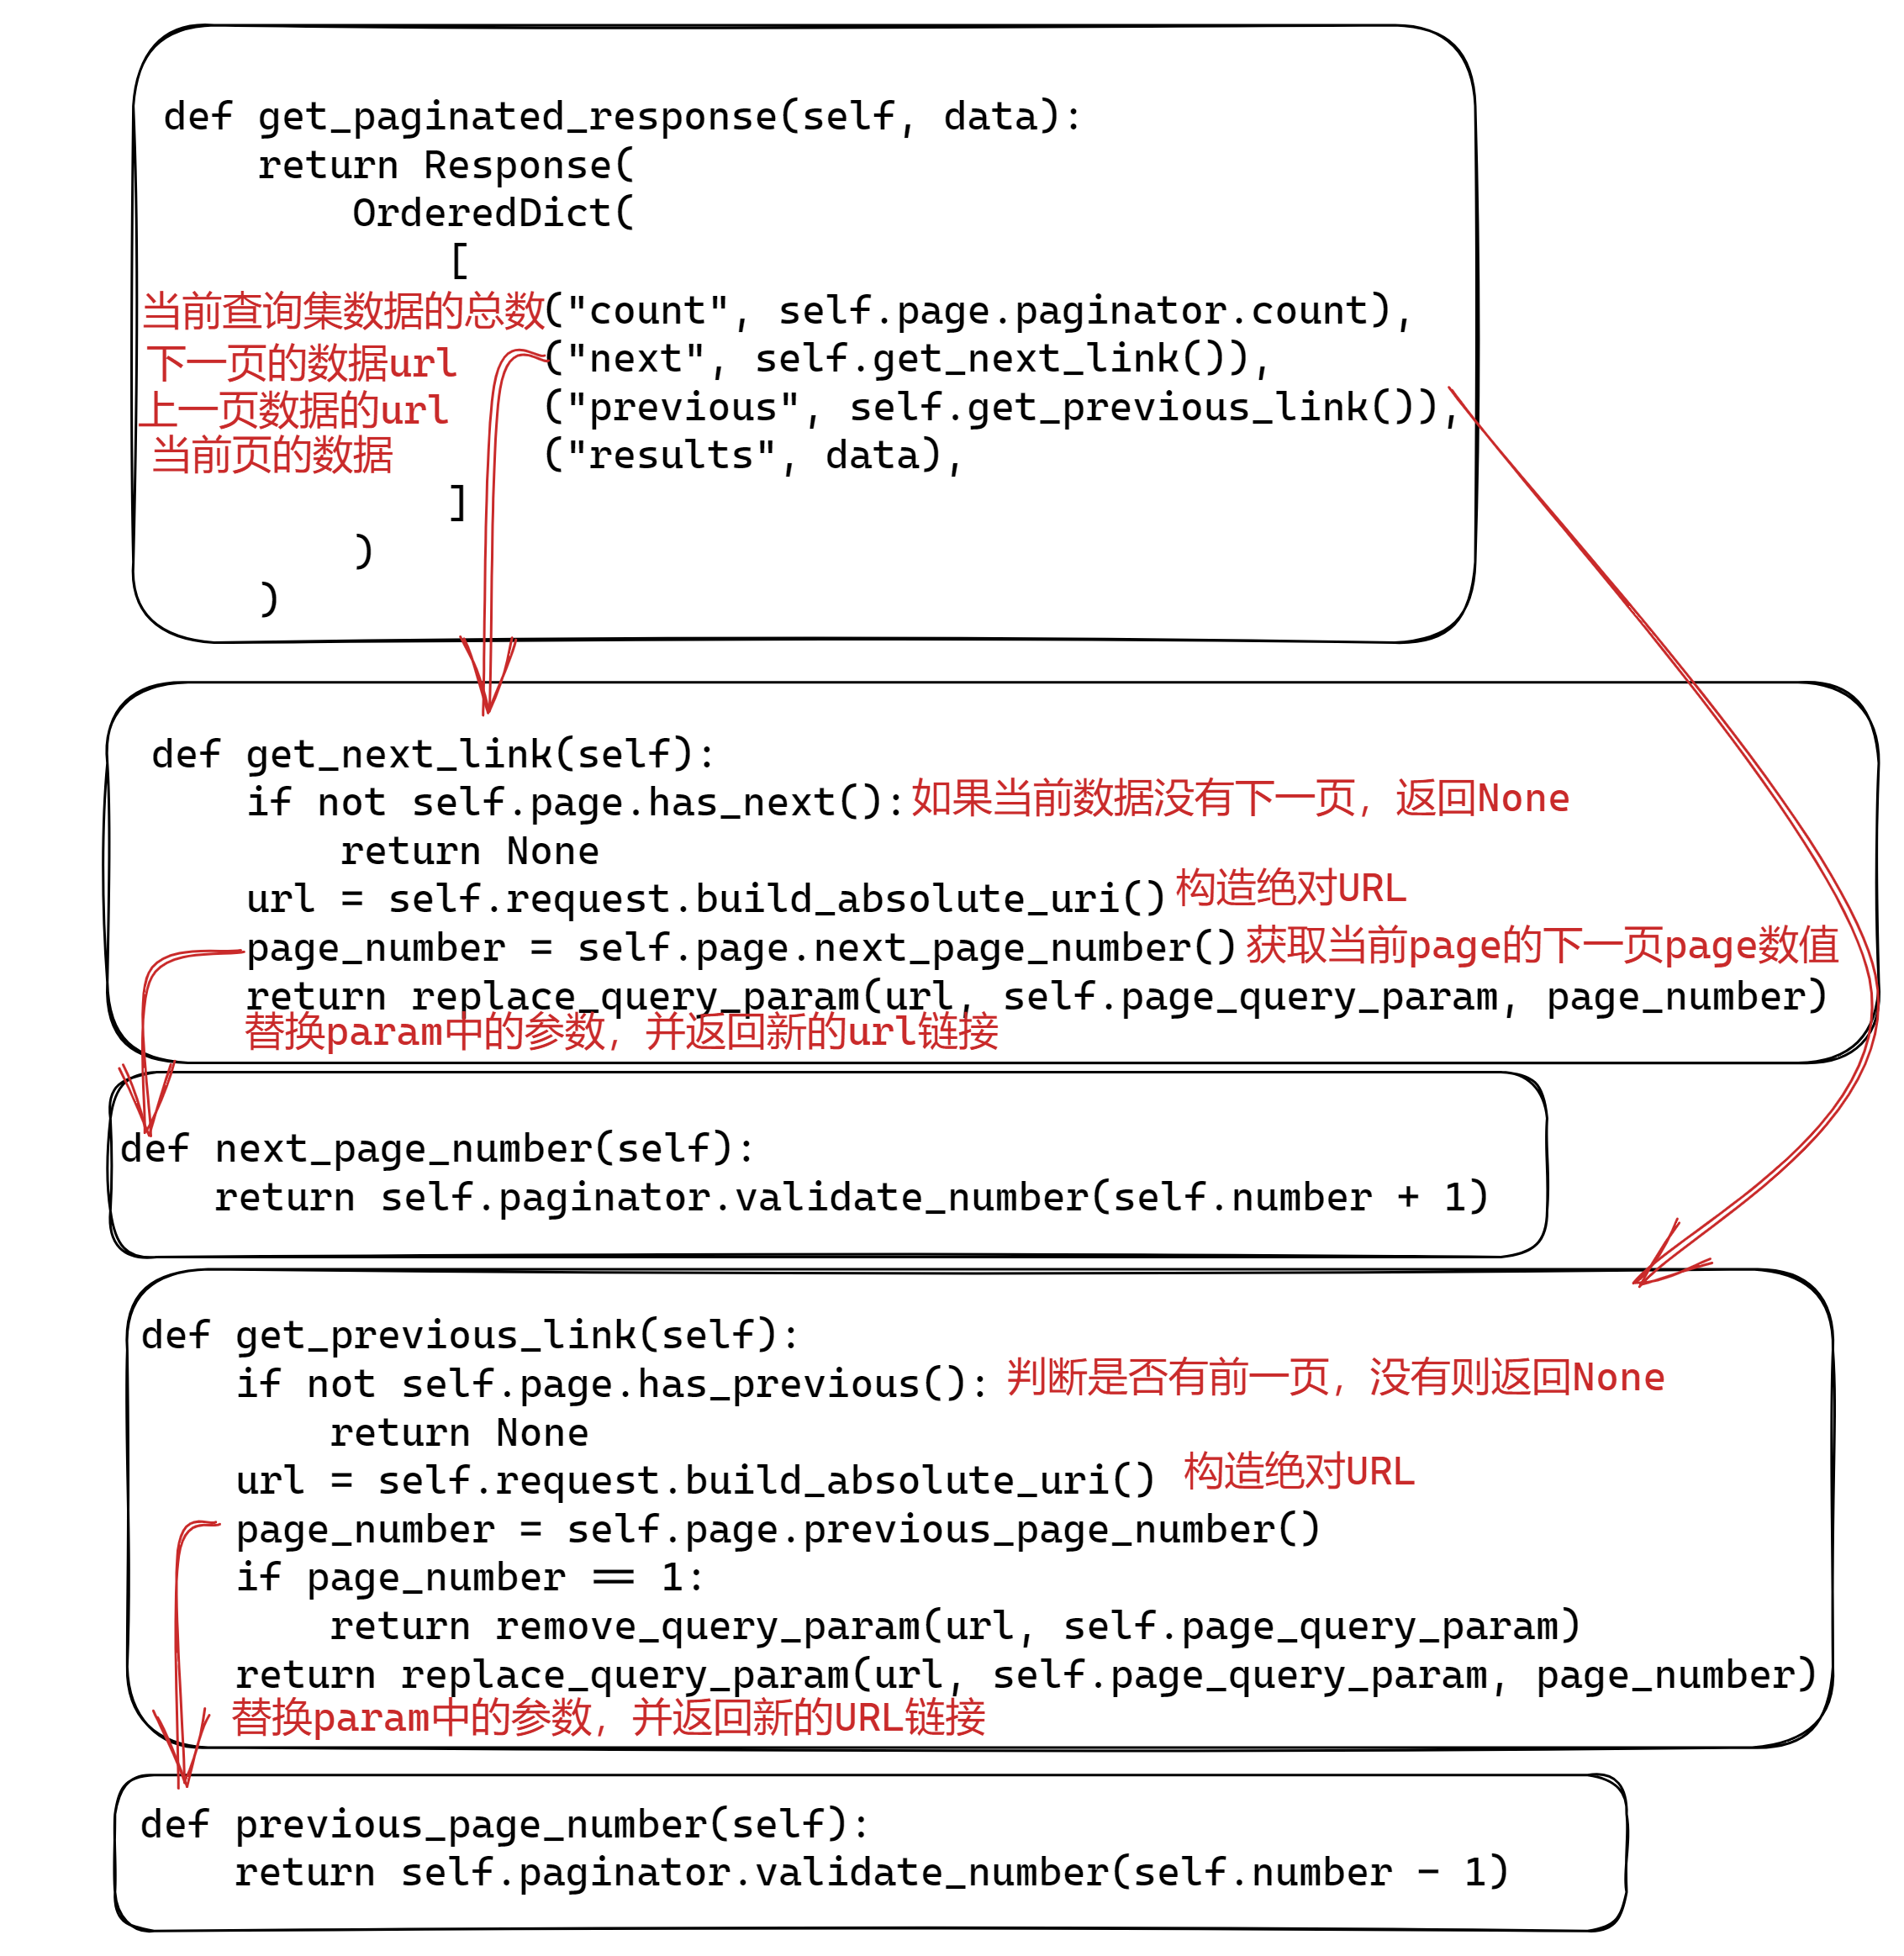 def get_paginated_response(self, data):
return Response(
OrderedDict(
[
当前查询集数据的总数("count", self.page.paginator.count),
下一页的数据url ("next", self.get_next_link()),
上一页数据的url ("previous", self.get_previous_link()),
当前页的数据 ("results", data),
]
)
)
def get_next_link(self):
if not self.page.has_next(): 如果当前数据没有下一页，返回None
return None
url = self.request.build_absolute_uri() 构造绝对URL
page_number = self.page.next_page_number() 获取当前page的下一页page数值
return replace_query_param(url, self.page_query_param, page_number)
替换param中的参数，并返回新的url链接
def next_page_number(self):
return self.paginator.validate_number(self.number + 1)
def get_previous_link(self):
if not self.page.has_previous(): 判断是否有前一页，没有则返回None
return None
url = self.request.build_absolute_uri() 构造绝对URL
page_number = self.page.previous_page_number()
if page_number == 1:
return remove_query_param(url, self.page_query_param)
return replace_query_param(url, self.page_query_param, page_number)
替换param中的参数，并返回新的URL链接
def previous_page_number(self):
return self.paginator.validate_number(self.number - 1)